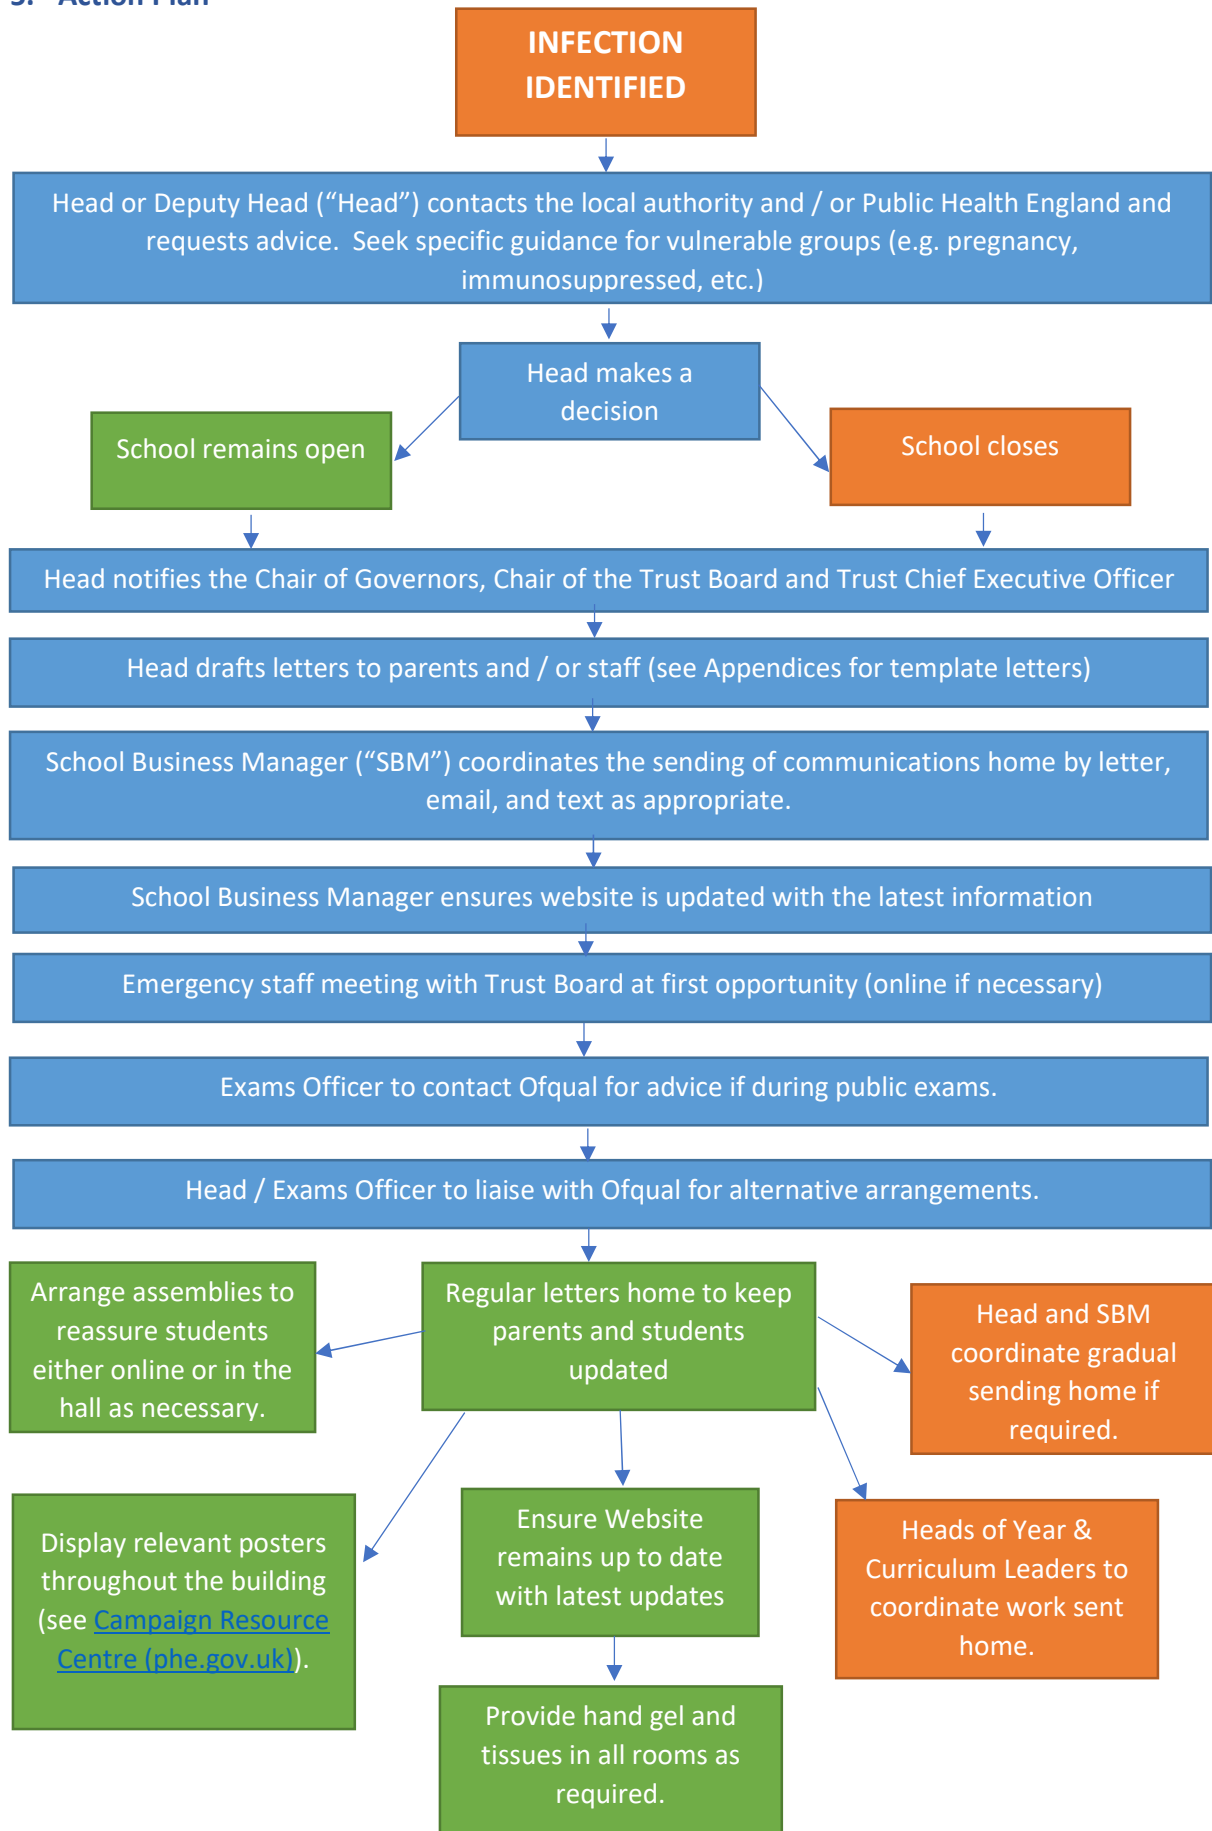 Action Plan
INFECTION
IDENTIFIED
Head or Deputy Head (“Head”) contacts the local authority and / or Public Health England and
requests advice.  Seek specific guidance for vulnerable groups (e.g. pregnancy,
immunosuppressed, etc.)
Head makes a
decision
School remains open
School closes
Head notifies the Chair of Governors, Chair of the Trust Board and Trust Chief Executive Officer
Head drafts letters to parents and / or staff (see Appendices for template letters)
School Business Manager (“SBM”) coordinates the sending of communications home by letter,
email, and text as appropriate.
School Business Manager ensures website is updated with the latest information
Emergency staff meeting with Trust Board at first opportunity (online if necessary)
Exams Officer to contact Ofqual for advice if during public exams.
Head / Exams Officer to liaise with Ofqual for alternative arrangements.
Arrange assemblies to
reassure students
either online or in the
hall as necessary.
Regular letters home to keep
parents and students
updated
Head and SBM
coordinate gradual
sending home if
required.
Display relevant posters
throughout the building
(see Campaign Resource
Centre (phe.gov.uk)).
Ensure Website
remains up to date
with latest updates
Heads of Year &
Curriculum Leaders to
coordinate work sent
home.
Provide hand gel and
tissues in all rooms as
required.